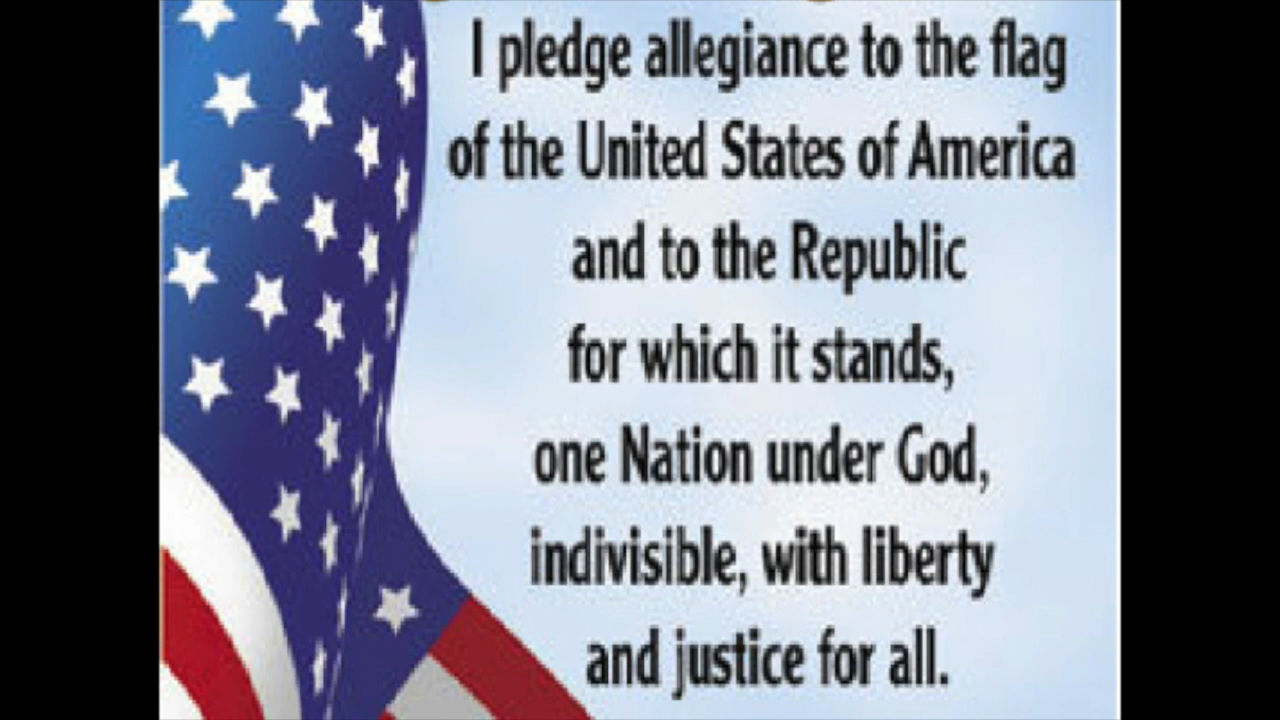 I pledge allegiance to the flag
of the United States of America
and to the Republic
for which it stands,
one Nation under God,
indivisible, with liberty
and justice for all.